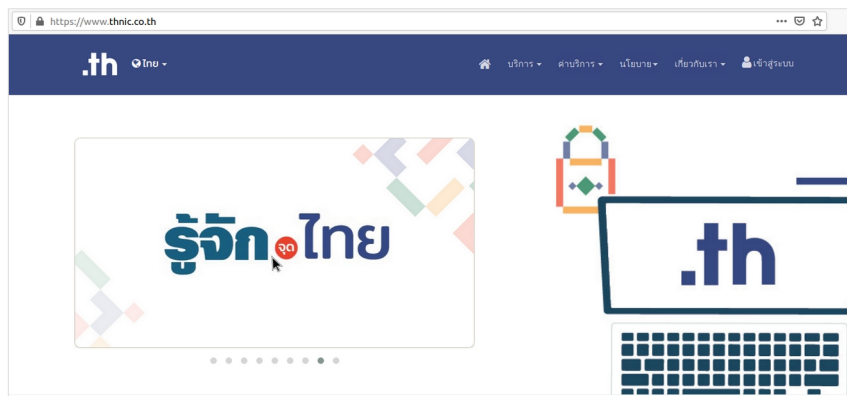 https://www.thnic.co.th
.th ไทย บริการ ค่าบริการ นโยบาย เกี่ยวกับเรา เข้าสู่ระบบ
รู้จัก จุด ไทย
.th